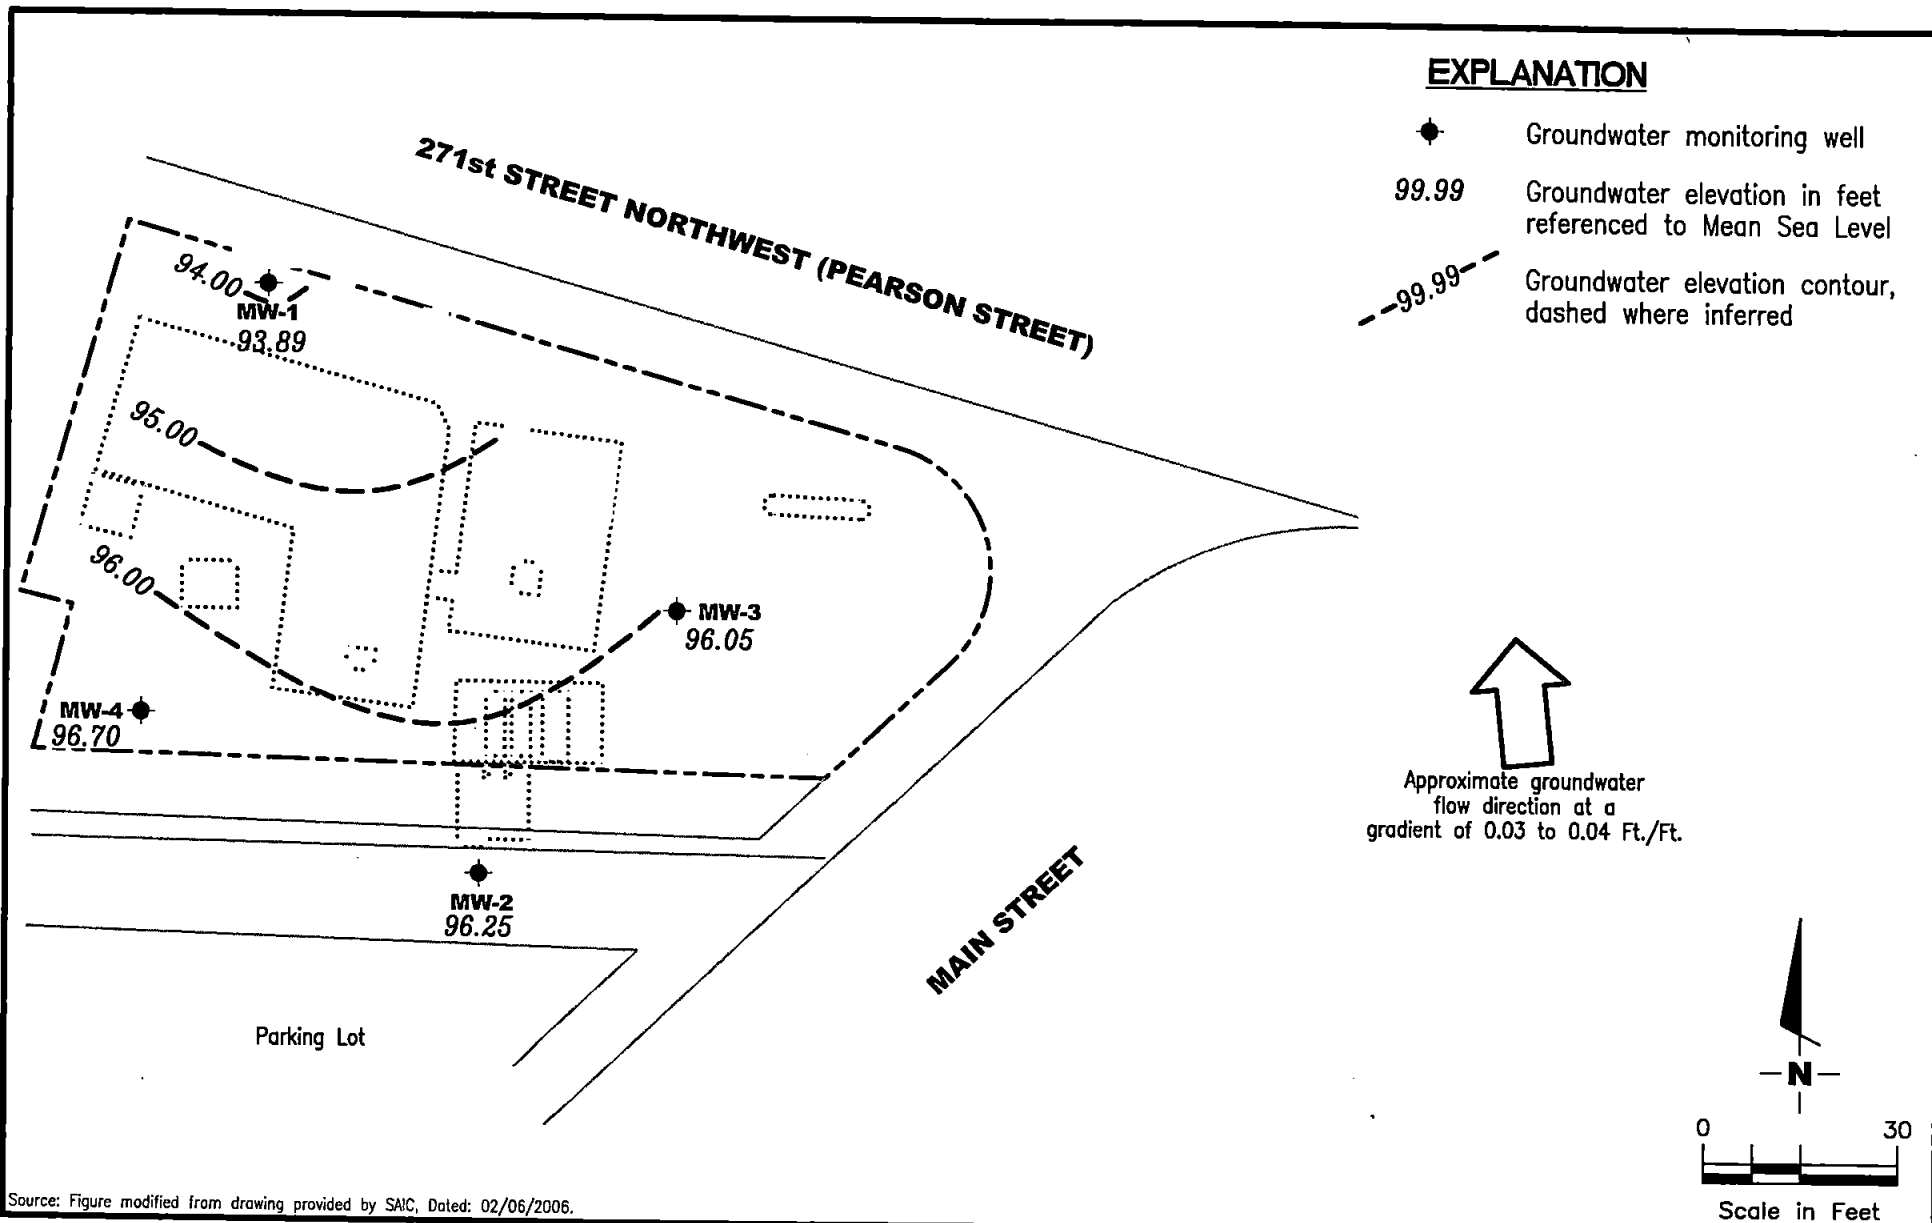 EXPLANATION
Groundwater monitoring well
99.99 Groundwater elevation in feet
referenced to Mean Sea Level
99.99 Groundwater elevation contour,
dashed where inferred
271st STREET NORTHWEST (PEARSON STREET)
94.00
MW-1
93.89
95.00
96.00
MW-3
96.05
MW-4
96.70
MW-2
96.25
MAIN STREET
Parking Lot
Approximate groundwater
flow direction at a
gradient of 0.03 to 0.04 Ft./Ft.
N
0 30
Scale in Feet
Source: Figure modified from drawing provided by SAIC, Dated: 02/06/2006.